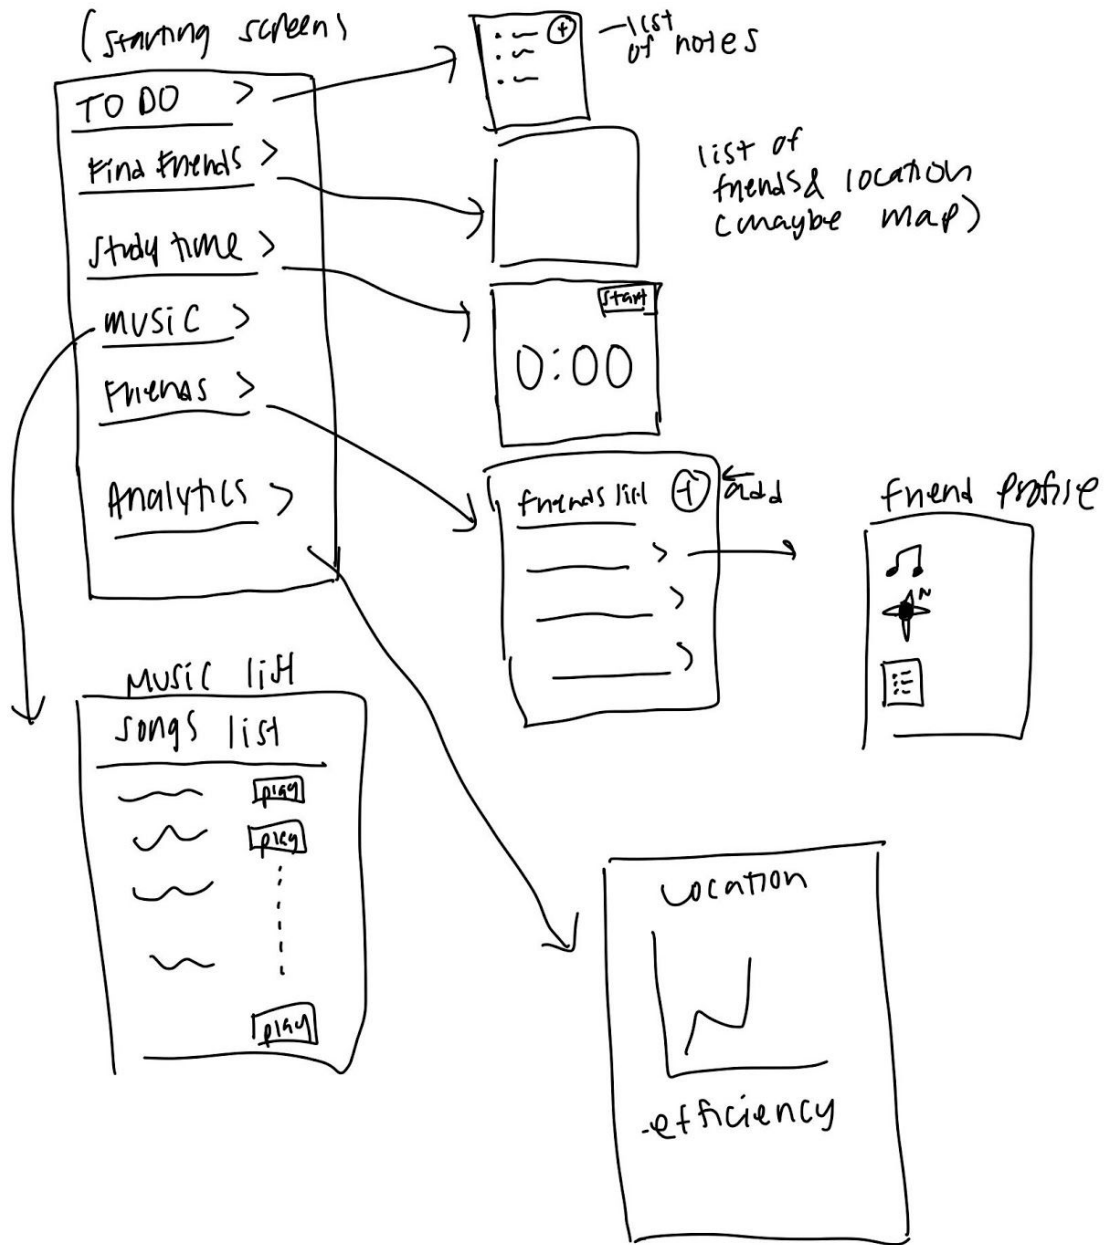 (Starting screen)
TO DO >
Find Friends >
Study time >
music >
Friends >
Analytics >
+
- list
of notes
list of
friends & location
(maybe map)
Start
0:00
friends list +
add
>
>
>
friend profile
N
Music list
songs list
play
play
play
Location
-efficiency